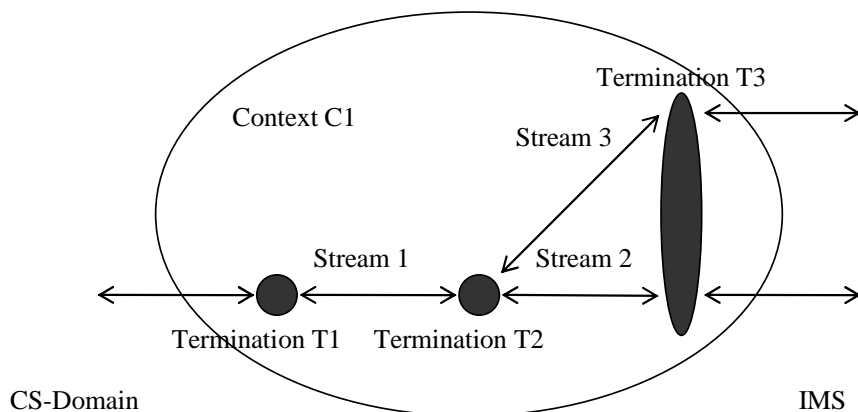 Termination T3
Context C1
Stream 3
Stream 1
Stream 2
Termination T1
Termination T2
CS-Domain
IMS